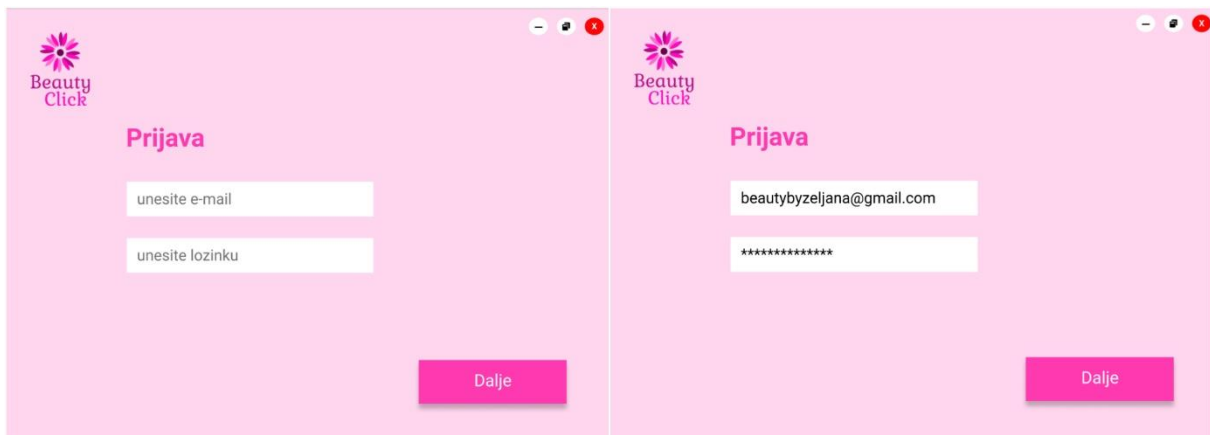 Beauty
Click
Prijava
unesite e-mail
unesite lozinku
Dalje
x
Beauty
Click
Prijava
beautybyzeljana@gmail.com
**************
Dalje
x